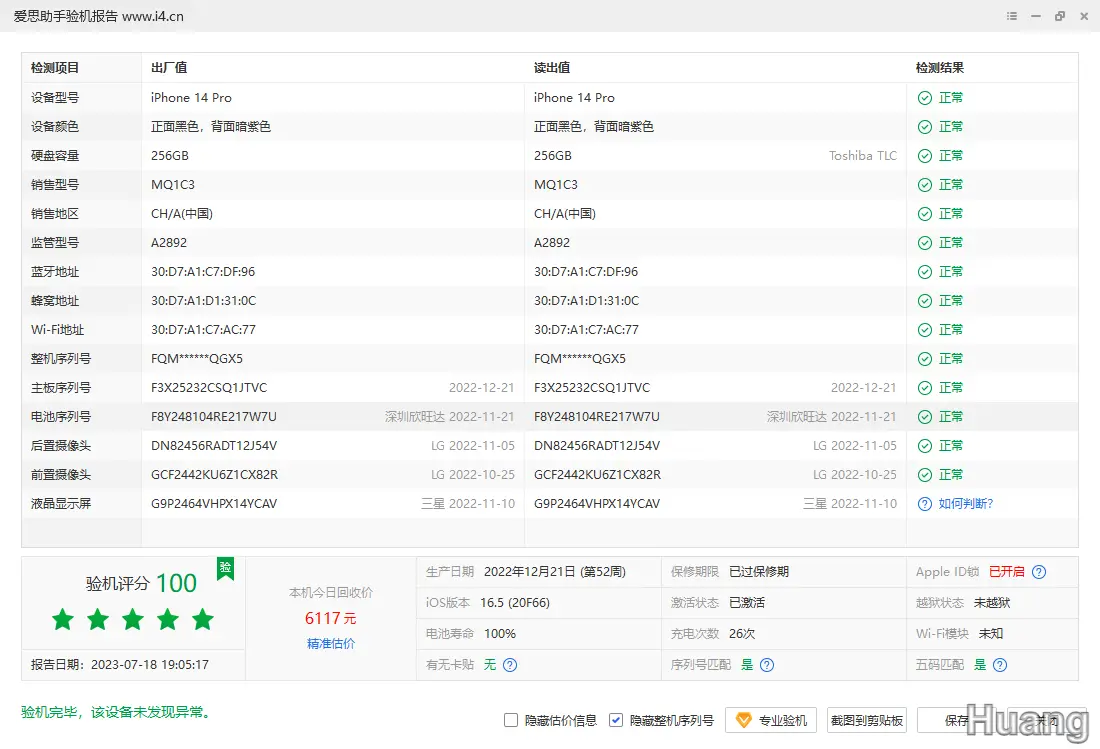 爱思助手验机报告 www.i4.cn
检测项目 出厂值 读出值 检测结果
设备型号 iPhone 14 Pro iPhone 14 Pro 正常
设备颜色 正面黑色，背面暗紫色 正面黑色，背面暗紫色 正常
硬盘容量 256GB 256GB Toshiba TLC 正常
销售型号 MQ1C3 MQ1C3 正常
销售地区 CH/A(中国) CH/A(中国) 正常
监管型号 A2892 A2892 正常
蓝牙地址 30:D7:A1:C7:DF:96 30:D7:A1:C7:DF:96 正常
蜂窝地址 30:D7:A1:D1:31:0C 30:D7:A1:D1:31:0C 正常
Wi-Fi地址 30:D7:A1:C7:AC:77 30:D7:A1:C7:AC:77 正常
整机序列号 FQM******QGX5 FQM******QGX5 正常
主板序列号 F3X25232CSQ1JTVC 2022-12-21 F3X25232CSQ1JTVC 2022-12-21 正常
电池序列号 F8Y248104RE217W7U 深圳欣旺达 2022-11-21 F8Y248104RE217W7U 深圳欣旺达 2022-11-21 正常
后置摄像头 DN82456RADT12J54V LG 2022-11-05 DN82456RADT12J54V LG 2022-11-05 正常
前置摄像头 GCF2442KU6Z1CX82R LG 2022-10-25 GCF2442KU6Z1CX82R LG 2022-10-25 正常
液晶显示屏 G9P2464VHPX14YCAV 三星 2022-11-10 G9P2464VHPX14YCAV 三星 2022-11-10 如何判断?
验机评分 100 验
报告日期：2023-07-18 19:05:17
本机今日回收价
6117 元
精准估价
生产日期 2022年12月21日 (第52周) 保修期限 已过保修期 Apple ID锁 已开启
iOS版本 16.5 (20F66) 激活状态 已激活 越狱状态 未越狱
电池寿命 100% 充电次数 26次 Wi-Fi模块 未知
有无卡贴 无 序列号匹配 是 五码匹配 是
验机完毕，该设备未发现异常。
隐藏估价信息 隐藏整机序列号 专业验机 截图到剪贴板 保存 关闭
Huang